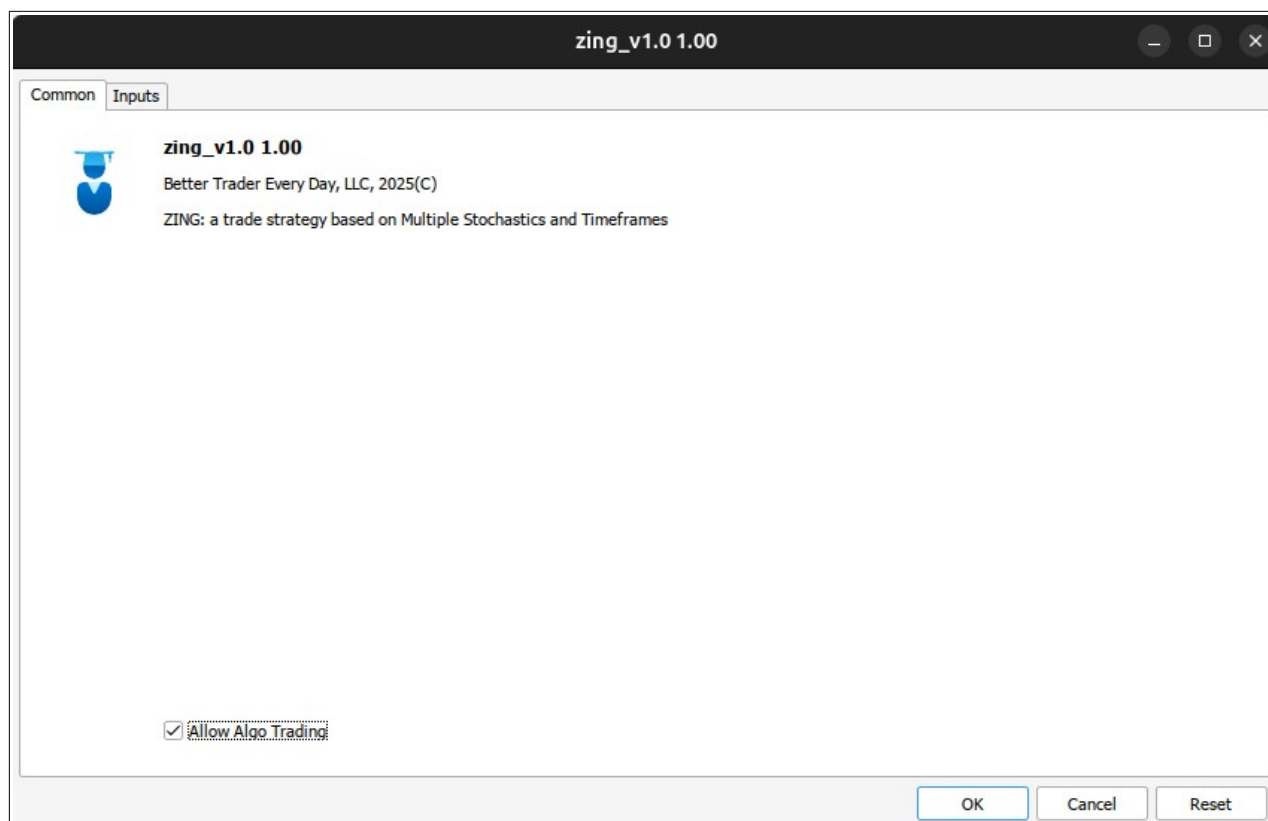 zing_v1.0 1.00
Common Inputs
zing_v1.0 1.00
Better Trader Every Day, LLC, 2025(C)
ZING: a trade strategy based on Multiple Stochastics and Timeframes
Allow Algo Trading
OK Cancel Reset